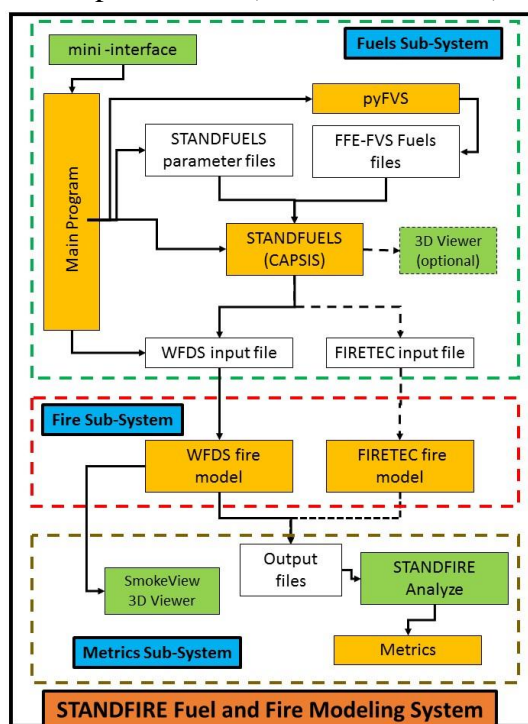 Fuels Sub-System
mini -interface
pyFVS
STANDFUELS
parameter files
FFE-FVS Fuels
files
Main Program
STANDFUELS
(CAPSIS)
3D Viewer
(optional)
WFDS input file
FIRETEC input file
Fire Sub-System
WFDS fire
model
FIRETEC fire
model
Output
files
SmokeView
3D Viewer
STANDFIRE
Analyze
Metrics Sub-System
Metrics
STANDFIRE Fuel and Fire Modeling System